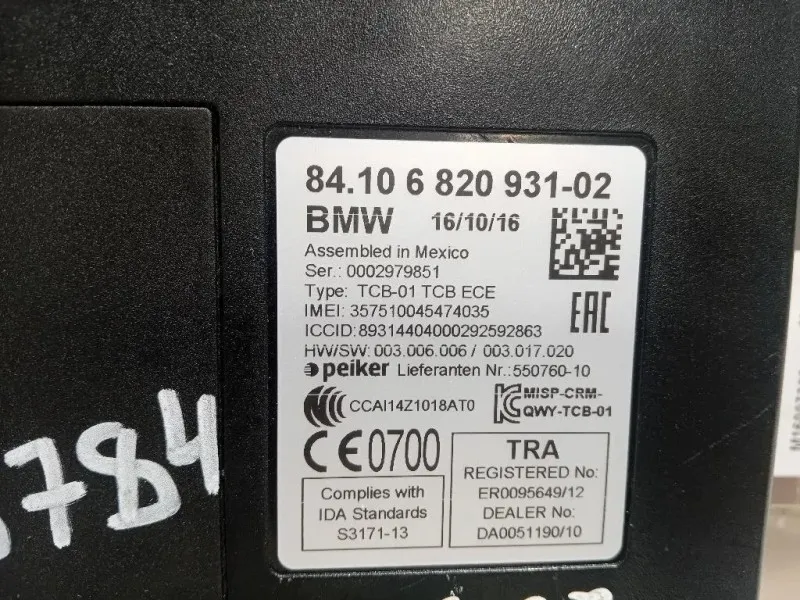 84.10 6 820 931-02
BMW 16/10/16
Assembled in Mexico
Ser.: 0002979851
Type: TCB-01 TCB ECE
IMEI: 357510045474035
ICCID:89314404000292592863
HW/SW: 003.006.006 / 003.017.020
peiker Lieferanten Nr.:550760-10
EAC
CCAI14Z1018AT0
MISP-CRM-
QWY-TCB-01
CE0700
Complies with
IDA Standards
S3171-13
TRA
REGISTERED No:
ER0095649/12
DEALER No:
DA0051190/10
784